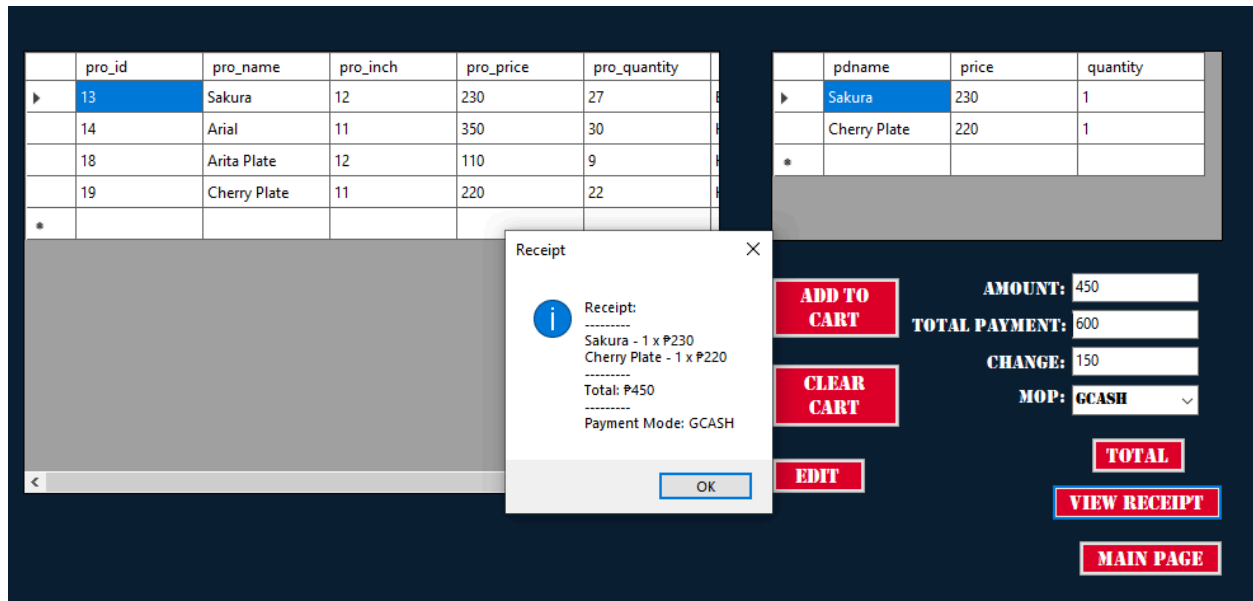 pro_id pro_name pro_inch pro_price pro_quantity
13 Sakura 12 230 27
14 Arial 11 350 30
18 Arita Plate 12 110 9
19 Cherry Plate 11 220 22
pdname price quantity
Sakura 230 1
Cherry Plate 220 1
Receipt
Receipt:
---------
Sakura - 1 x ₱230
Cherry Plate - 1 x ₱220
---------
Total: ₱450
---------
Payment Mode: GCASH
OK
ADD TO
CART
CLEAR
CART
EDIT
AMOUNT: 450
TOTAL PAYMENT: 600
CHANGE: 150
MOP: GCASH
TOTAL
VIEW RECEIPT
MAIN PAGE